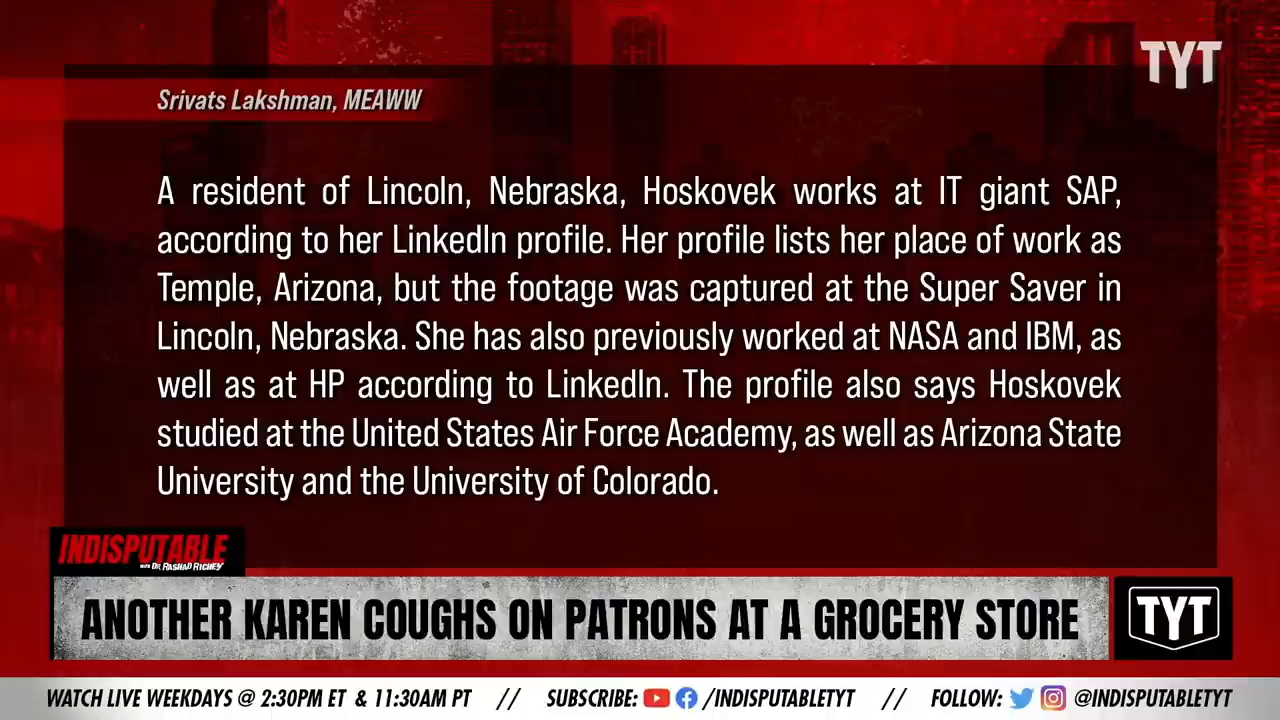 TYT
Srivats Lakshman, MEAWW
A resident of Lincoln, Nebraska, Hoskovek works at IT giant SAP,
according to her LinkedIn profile. Her profile lists her place of work as
Temple, Arizona, but the footage was captured at the Super Saver in
Lincoln, Nebraska. She has also previously worked at NASA and IBM, as
well as at HP according to LinkedIn. The profile also says Hoskovek
studied at the United States Air Force Academy, as well as Arizona State
University and the University of Colorado.
INDISPUTABLE
WITH DR. RASHAD RICHEY
ANOTHER KAREN COUGHS ON PATRONS AT A GROCERY STORE
TYT
WATCH LIVE WEEKDAYS @ 2:30PM ET & 11:30AM PT // SUBSCRIBE: /INDISPUTABLETYT // FOLLOW: @INDISPUTABLETYT